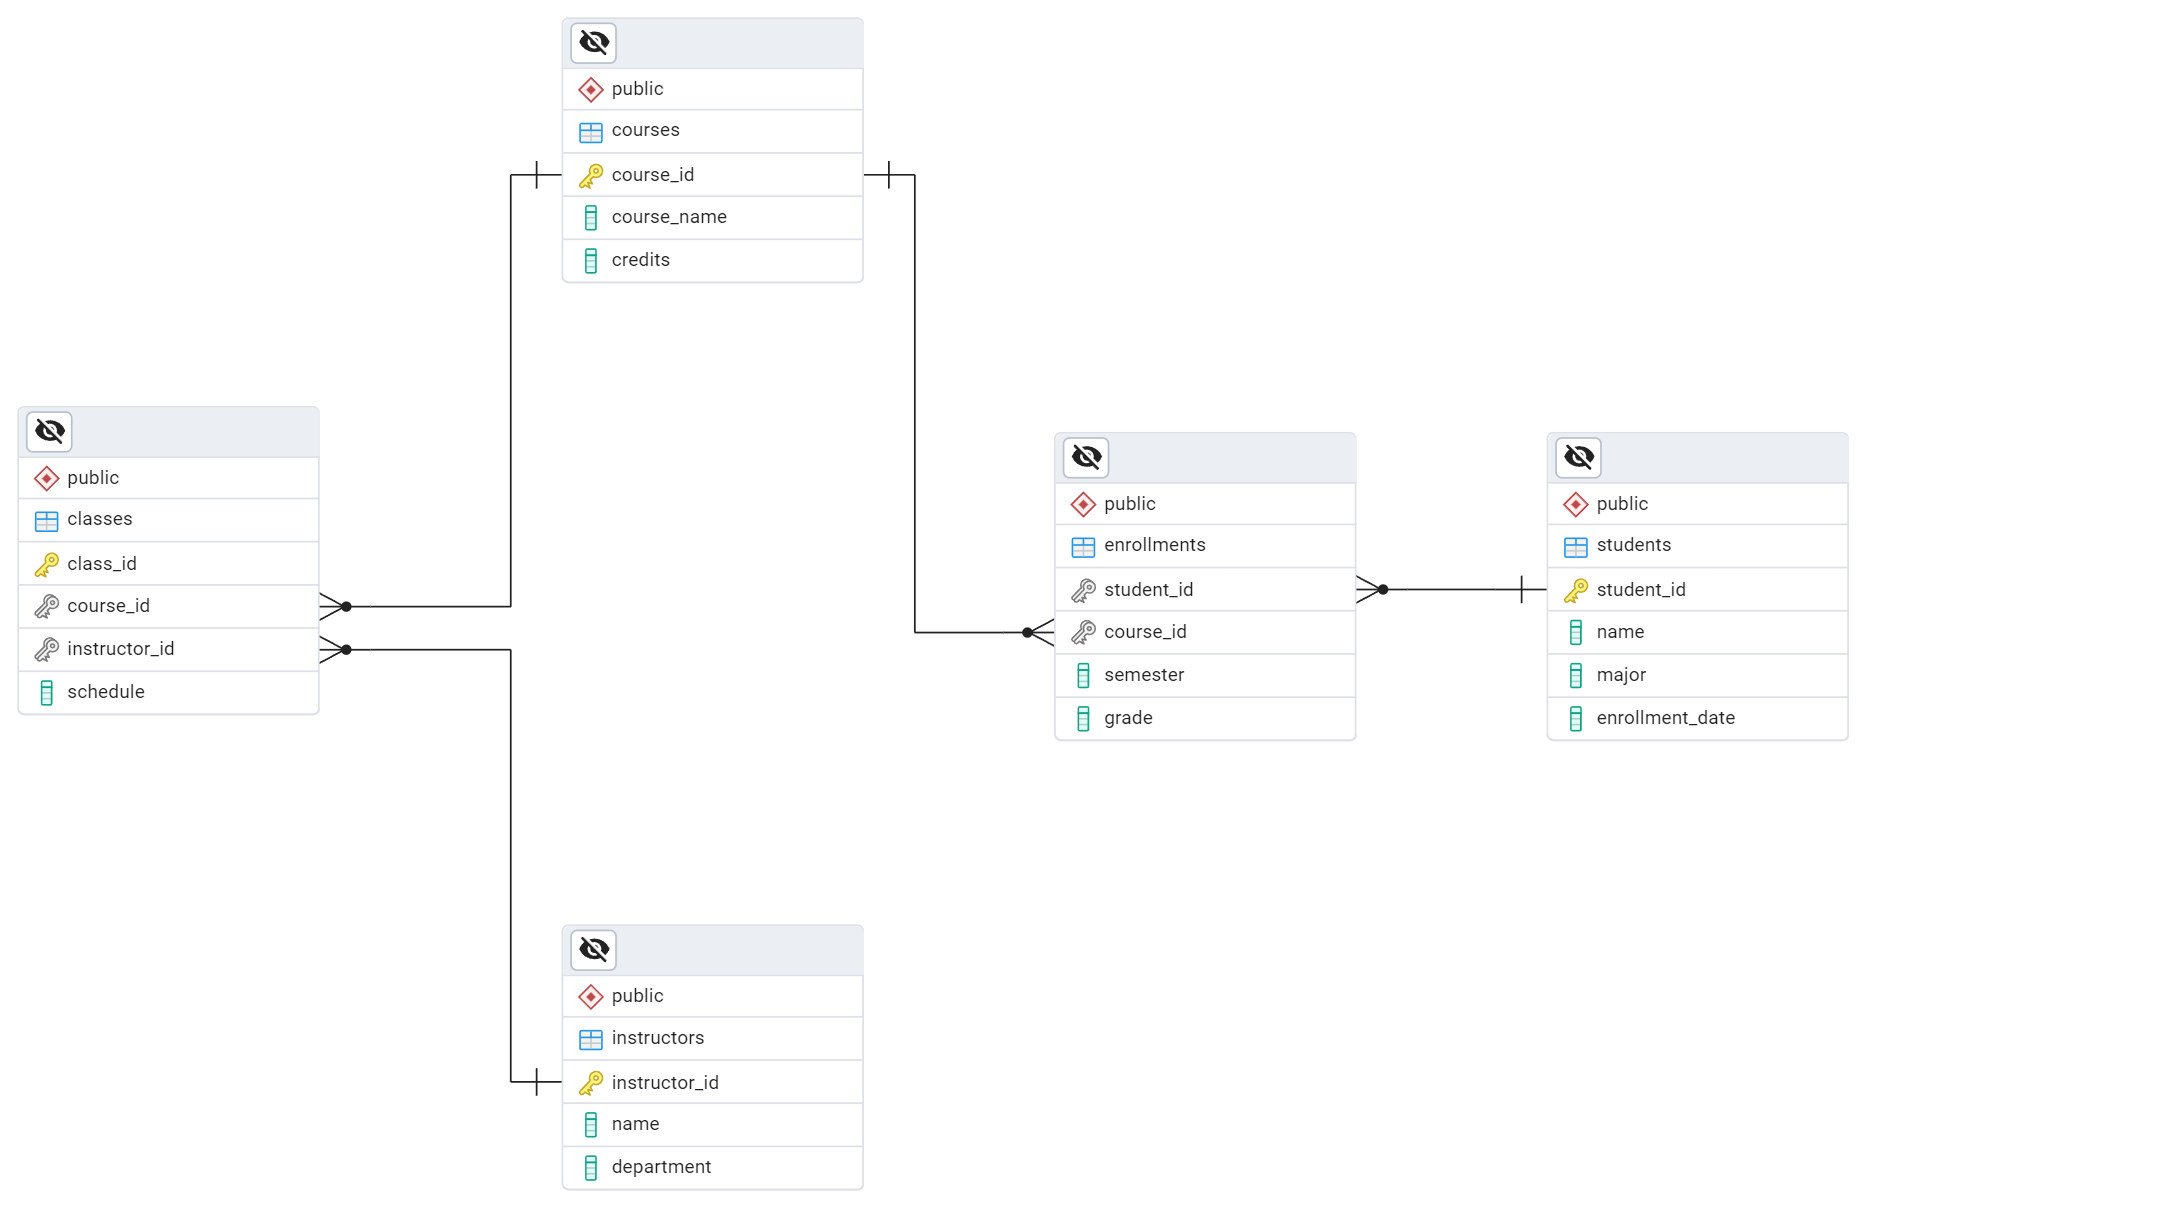 public
courses
course_id
course_name
credits
public
classes
class_id
course_id
instructor_id
schedule
public
enrollments
student_id
course_id
semester
grade
public
students
student_id
name
major
enrollment_date
public
instructors
instructor_id
name
department